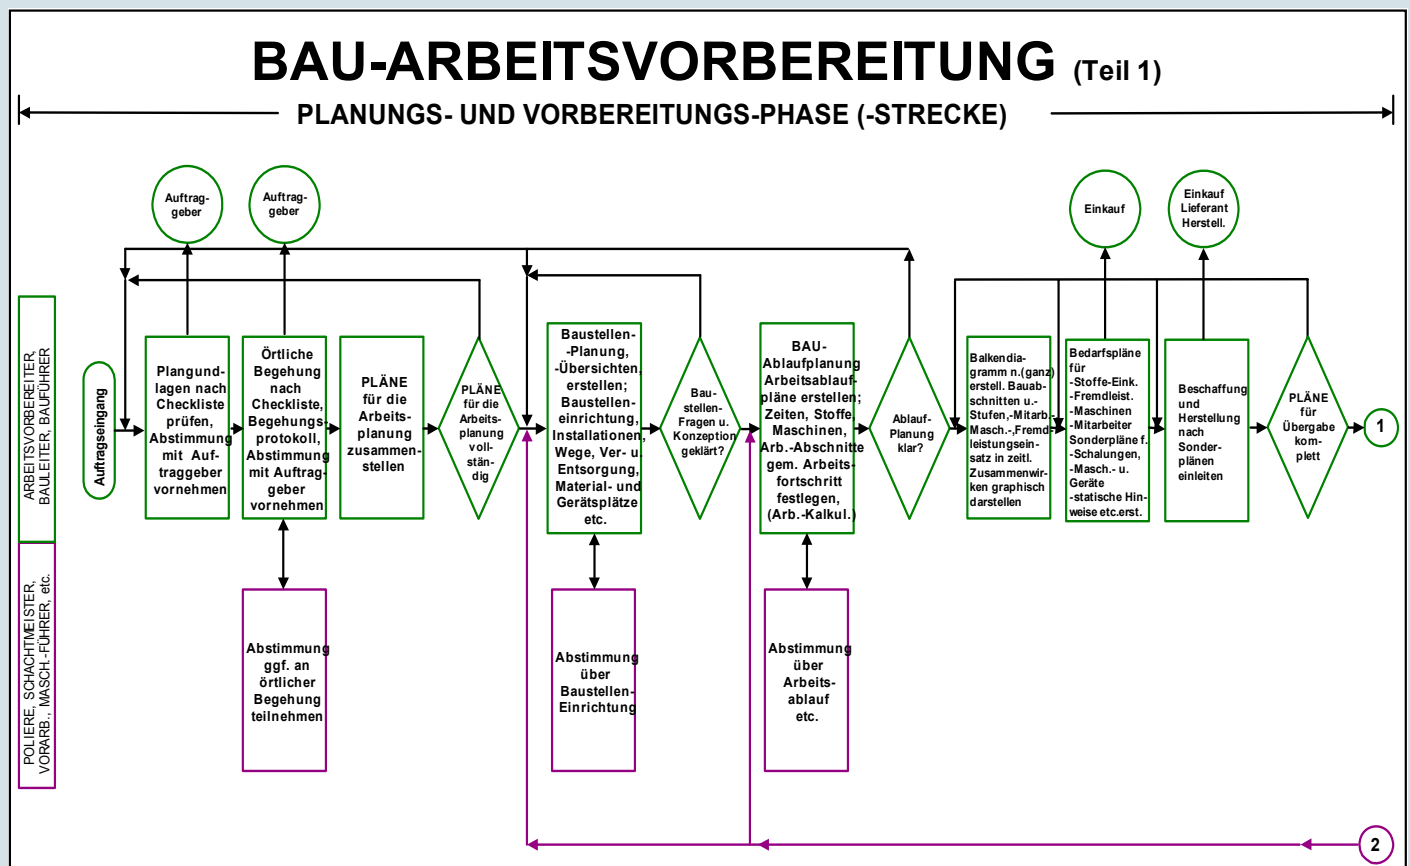 BAU-ARBEITSVORBEREITUNG (Teil 1)
PLANUNGS- UND VORBEREITUNGS-PHASE (-STRECKE)
Auftrag-
geber
Auftrag-
geber
Einkauf
Einkauf
Lieferant
Herstell.
ARBEITSVORBEREITER,
BAULEITER, BAUFÜHRER
Auftragseingang
Plangund-
lagen nach
Checkliste
prüfen,
Abstimmung
mit Auf-
traggeber
vornehmen
Örtliche
Begehung
nach
Checkliste,
Begehungs-
protokoll,
Abstimmung
mit Auftrag-
geber
vornehmen
PLÄNE
für die
Arbeits-
planung
zusammen-
stellen
PLÄNE
für die
Arbeits-
planung
voll-
stän-
dig
Baustellen-
-Planung,
-Übersichten,
erstellen;
Baustellen-
einrichtung,
Installationen,
Wege, Ver- u.
Entsorgung,
Material- und
Gerätsplätze
etc.
Bau-
stellen-
Fragen u.
Konzeption
geklärt?
BAU-
Ablaufplanung
Arbeitsablauf-
pläne erstellen;
Zeiten, Stoffe,
Maschinen,
Arb.-Abschnitte
gem. Arbeits-
fortschritt
festlegen,
(Arb.-Kalkul.)
Ablauf-
Planung
klar?
Balkendia-
gramm n.(ganz)
erstell. Bauab-
schnitten u.-
Stufen,-Mitarb.-
Masch.-,Fremd-
leistungsein-
satz in zeitl.
Zusammenwir-
ken graphisch
darstellen
Bedarfspläne
für
-Stoffe-Eink.
-Fremdleist.
-Maschinen
-Mitarbeiter
Sonderpläne f.
-Schalungen,
-Masch.- u.
Geräte
-statische Hin-
weise etc.erst.
Beschaffung
und
Herstellung
nach
Sonder-
plänen
einleiten
PLÄNE
für
Übergabe
kom-
plett
1
POLIERE, SCHACHTMEISTER,
VORARB., MASCH.-FÜHRER, etc.
Abstimmung
ggf. an
örtlicher
Begehung
teilnehmen
Abstimmung
über
Baustellen-
Einrichtung
Abstimmung
über
Arbeits-
ablauf
etc.
2